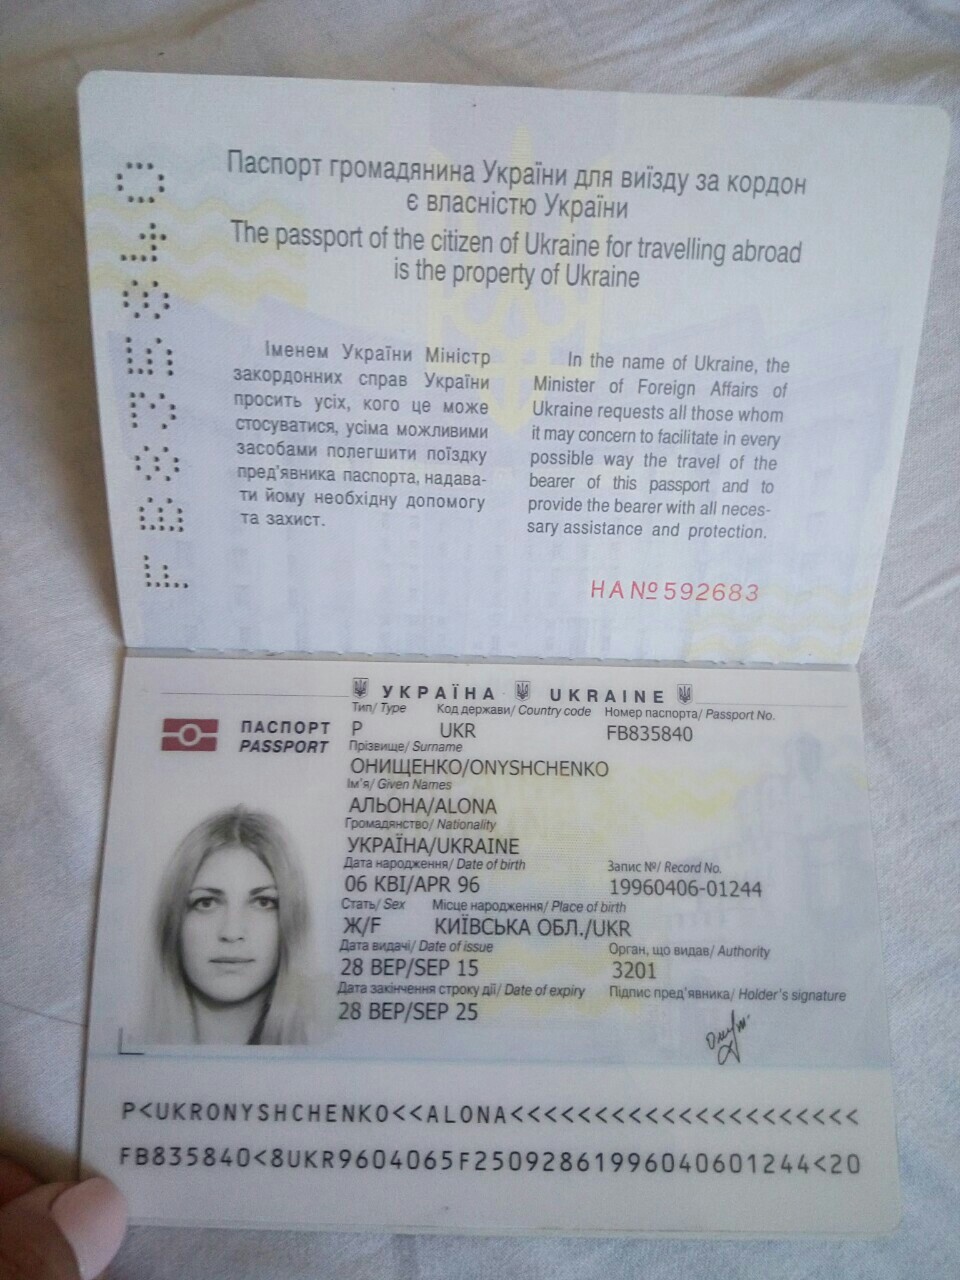 Паспорт громадянина України для виїзду за кордон
є власністю України
The passport of the citizen of Ukraine for travelling abroad
is the property of Ukraine
Іменем України Міністр
закордонних справ України
просить усіх, кого це може
стосуватися, усіма можливими
засобами полегшити поїздку
пред'явника паспорта, надава-
ти йому необхідну допомогу
та захист.
In the name of Ukraine, the
Minister of Foreign Affairs of
Ukraine requests all those whom
it may concern to facilitate in every
possible way the travel of the
bearer of this passport and to
provide the bearer with all neces-
sary assistance and protection.
НА№592683
FB835840
УКРАЇНА UKRAINE
ПАСПОРТ
PASSPORT
Тип/ Type Код держави/ Country code Номер паспорта/ Passport No.
P UKR FB835840
Прізвище/ Surname
ОНИЩЕНКО/ONYSHCHENKO
Ім'я/ Given Names
АЛЬОНА/ALONA
Громадянство/ Nationality
УКРАЇНА/UKRAINE
Дата народження/ Date of birth Запис №/ Record No.
06 КВІ/APR 96 19960406-01244
Стать/ Sex Місце народження/ Place of birth
Ж/F КИЇВСЬКА ОБЛ./UKR
Дата видачі/ Date of issue Орган, що видав/ Authority
28 ВЕР/SEP 15 3201
Дата закінчення строку дії/ Date of expiry Підпис пред'явника/ Holder's signature
28 ВЕР/SEP 25
P<UKRONYSHCHENKO<<ALONA<<<<<<<<<<<<<<<<<<<<<
FB835840<8UKR9604065F2509286199604060​1244<20